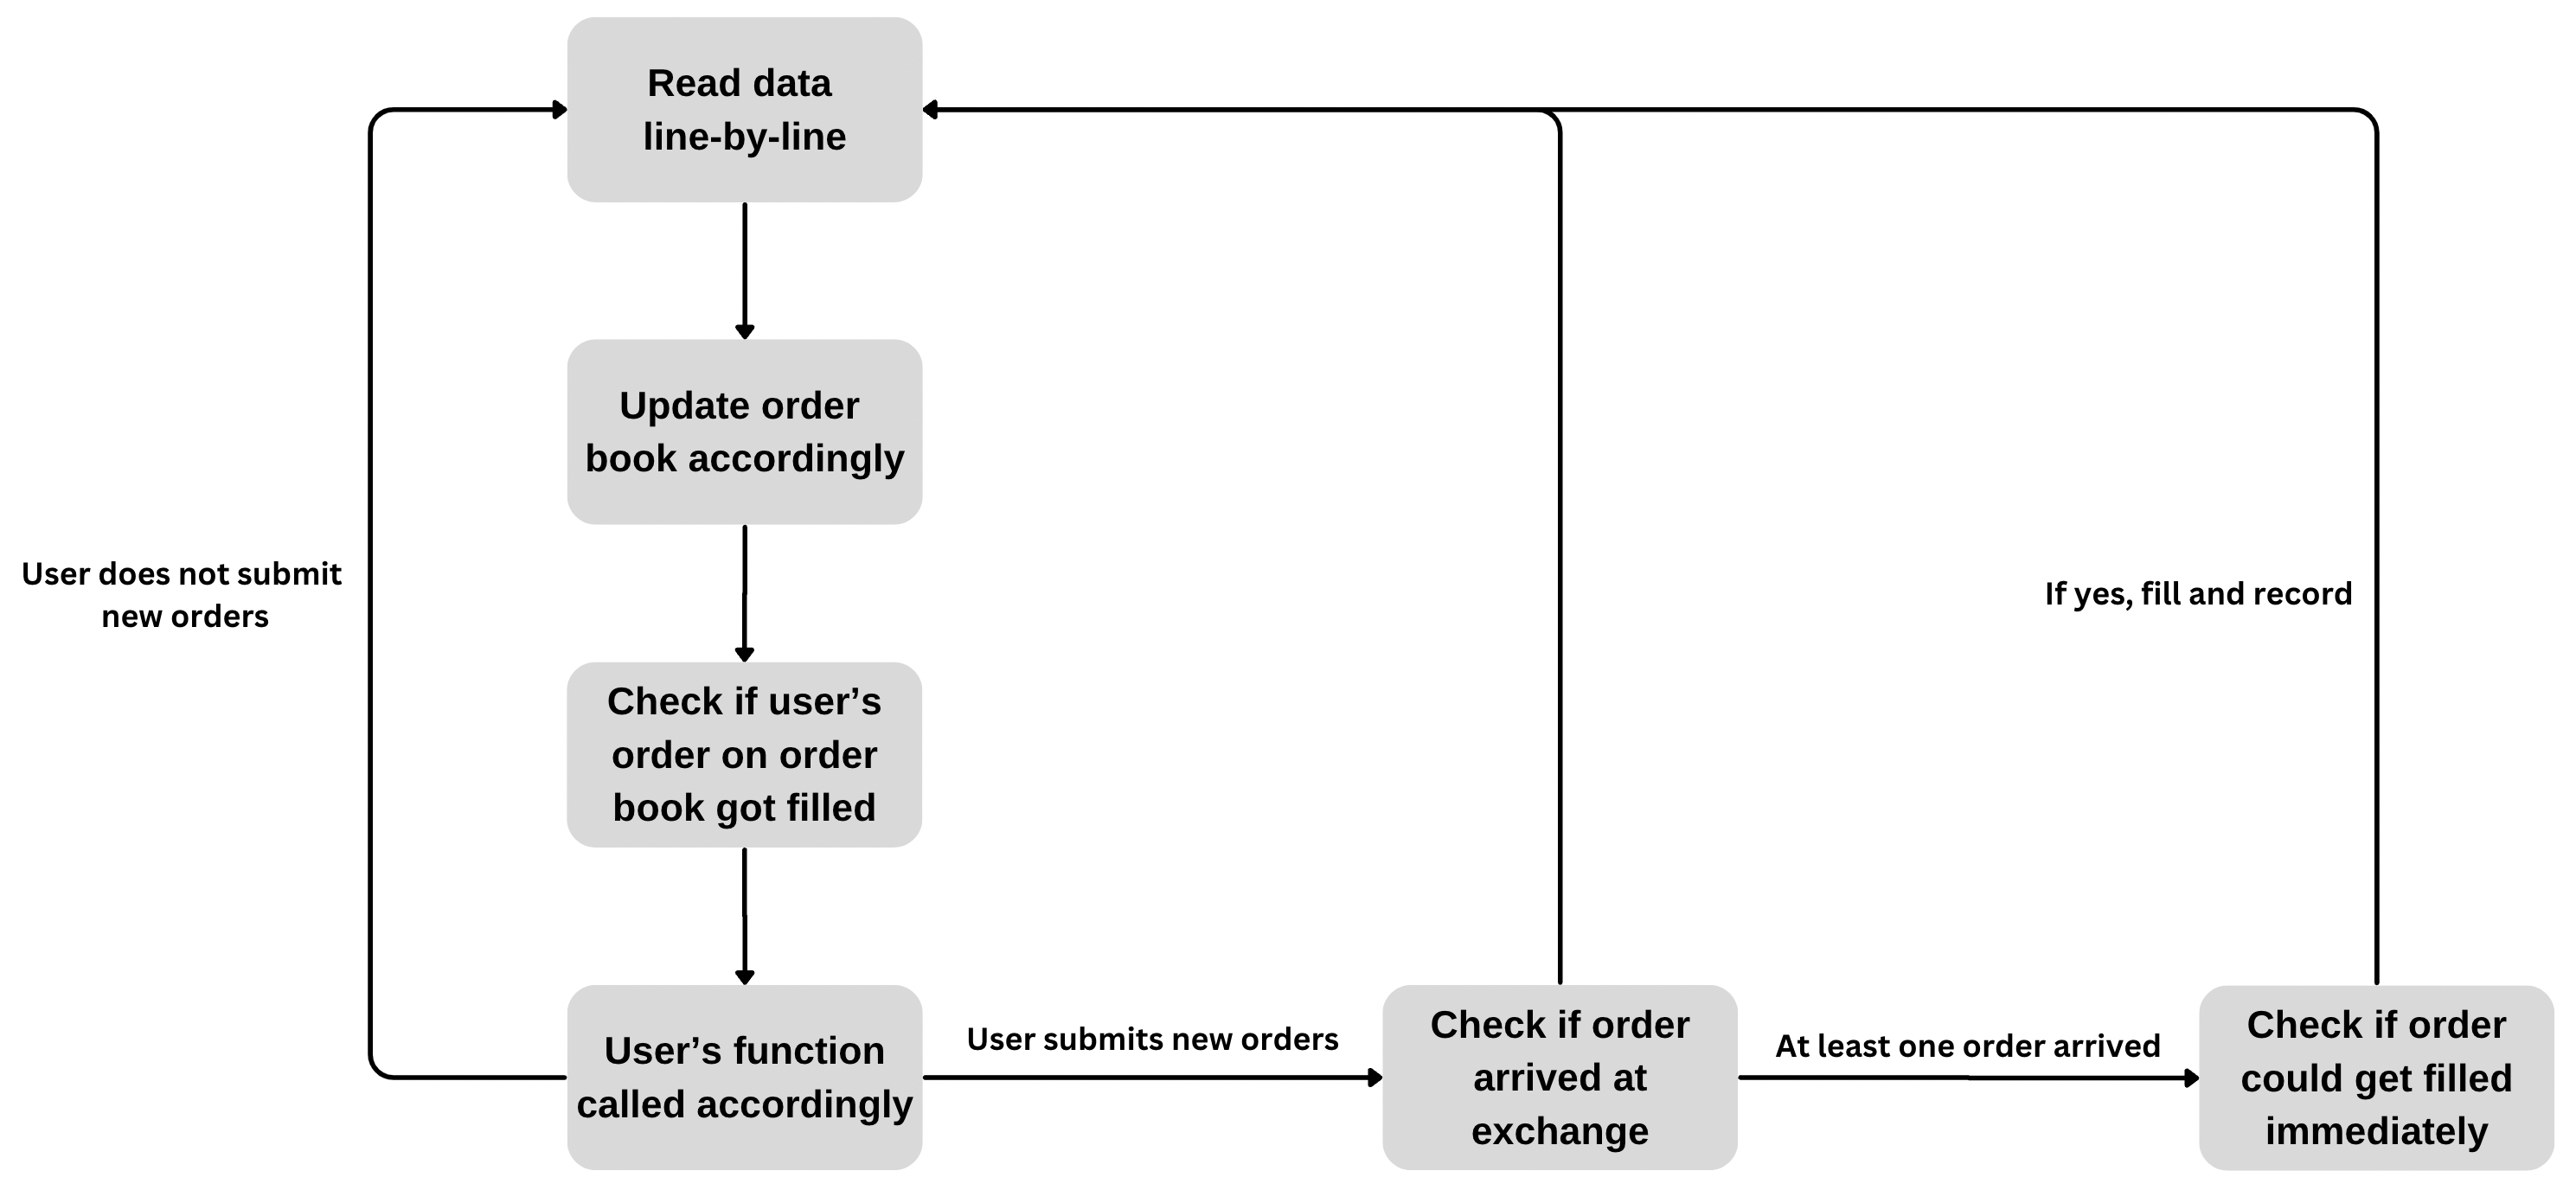 Read data
line-by-line
Update order
book accordingly
User does not submit
new orders
If yes, fill and record
Check if user’s
order on order
book got filled
User’s function
called accordingly
User submits new orders
Check if order
arrived at
exchange
At least one order arrived
Check if order
could get filled
immediately